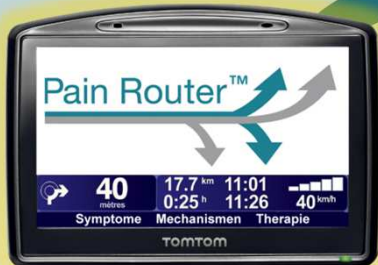 Pain Router™
40 17.7 km 11:01
mètres 0:25 h 11:26 40 km/h
Symptome Mechanismen Therapie
TOMTOM